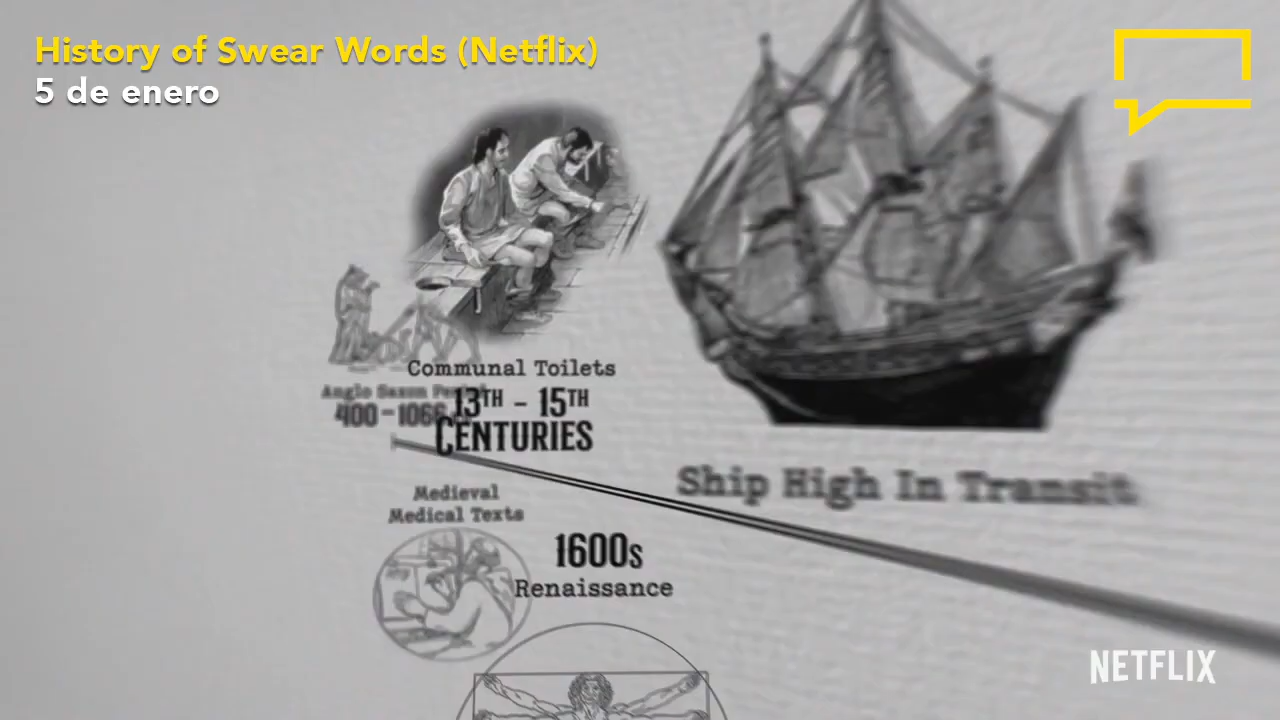 History of Swear Words (Netflix)
5 de enero
Communal Toilets
13TH – 15TH
CENTURIES
Anglo Saxon
400 – 1066
Ship High In Transit
Medieval
Medical Texts
1600s
Renaissance
NETFLIX